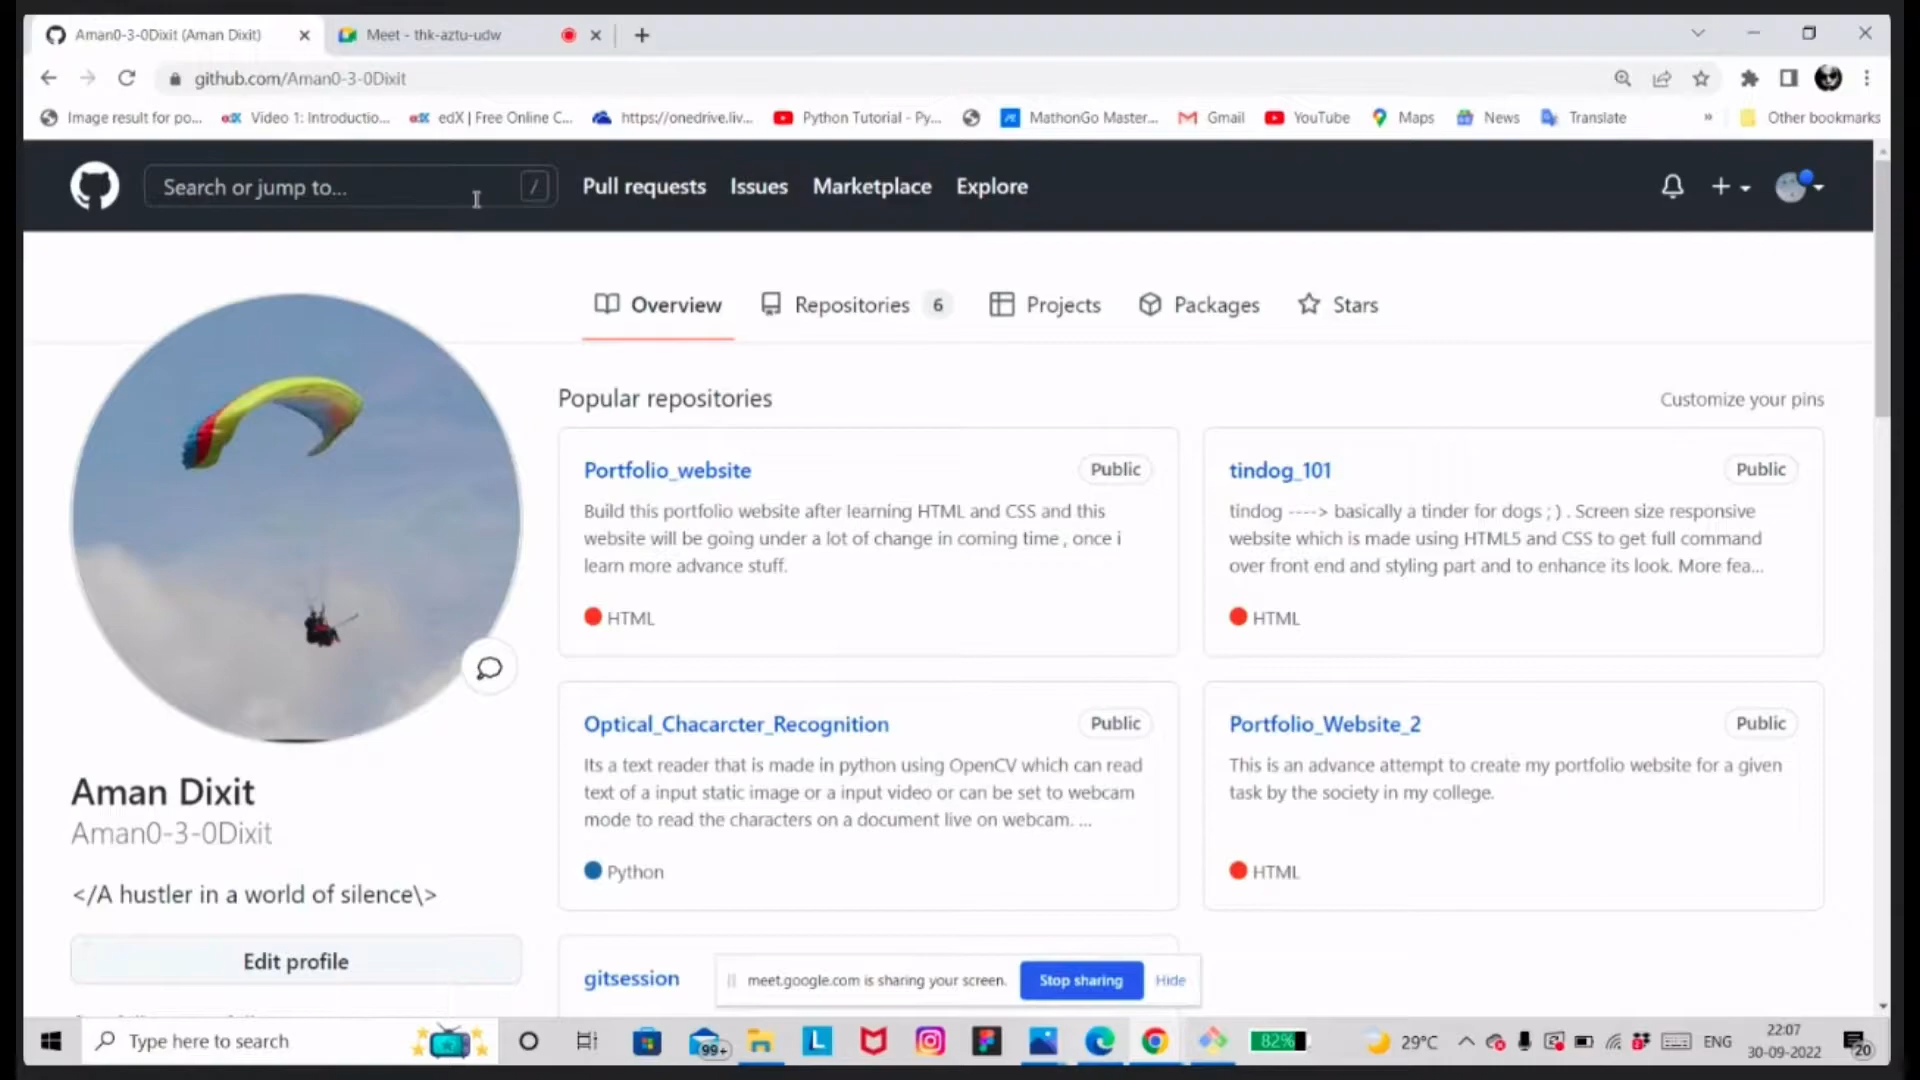 Aman0-3-0Dixit (Aman Dixit)
Meet - thk-aztu-udw
github.com/Aman0-3-0Dixit
Image result for po...
Video 1: Introductio...
edX | Free Online C...
https://onedrive.liv...
Python Tutorial - Py...
MathonGo Master...
Gmail
YouTube
Maps
News
Translate
»
Other bookmarks
Search or jump to...
/
Pull requests
Issues
Marketplace
Explore
Overview
Repositories 6
Projects
Packages
Stars
Popular repositories
Customize your pins
Portfolio_website
Public
Build this portfolio website after learning HTML and CSS and this
website will be going under a lot of change in coming time , once i
learn more advance stuff.
HTML
tindog_101
Public
tindog ----> basically a tinder for dogs ; ) . Screen size responsive
website which is made using HTML5 and CSS to get full command
over front end and styling part and to enhance its look. More fea...
HTML
Optical_Chacarcter_Recognition
Public
Its a text reader that is made in python using OpenCV which can read
text of a input static image or a input video or can be set to webcam
mode to read the characters on a document live on webcam. ...
Python
Portfolio_Website_2
Public
This is an advance attempt to create my portfolio website for a given
task by the society in my college.
HTML
Aman Dixit
Aman0-3-0Dixit
</A hustler in a world of silence\>
Edit profile
gitsession
meet.google.com is sharing your screen.
Stop sharing
Hide
Type here to search
99+
L
82%
29°C
ENG
22:07
30-09-2022
20